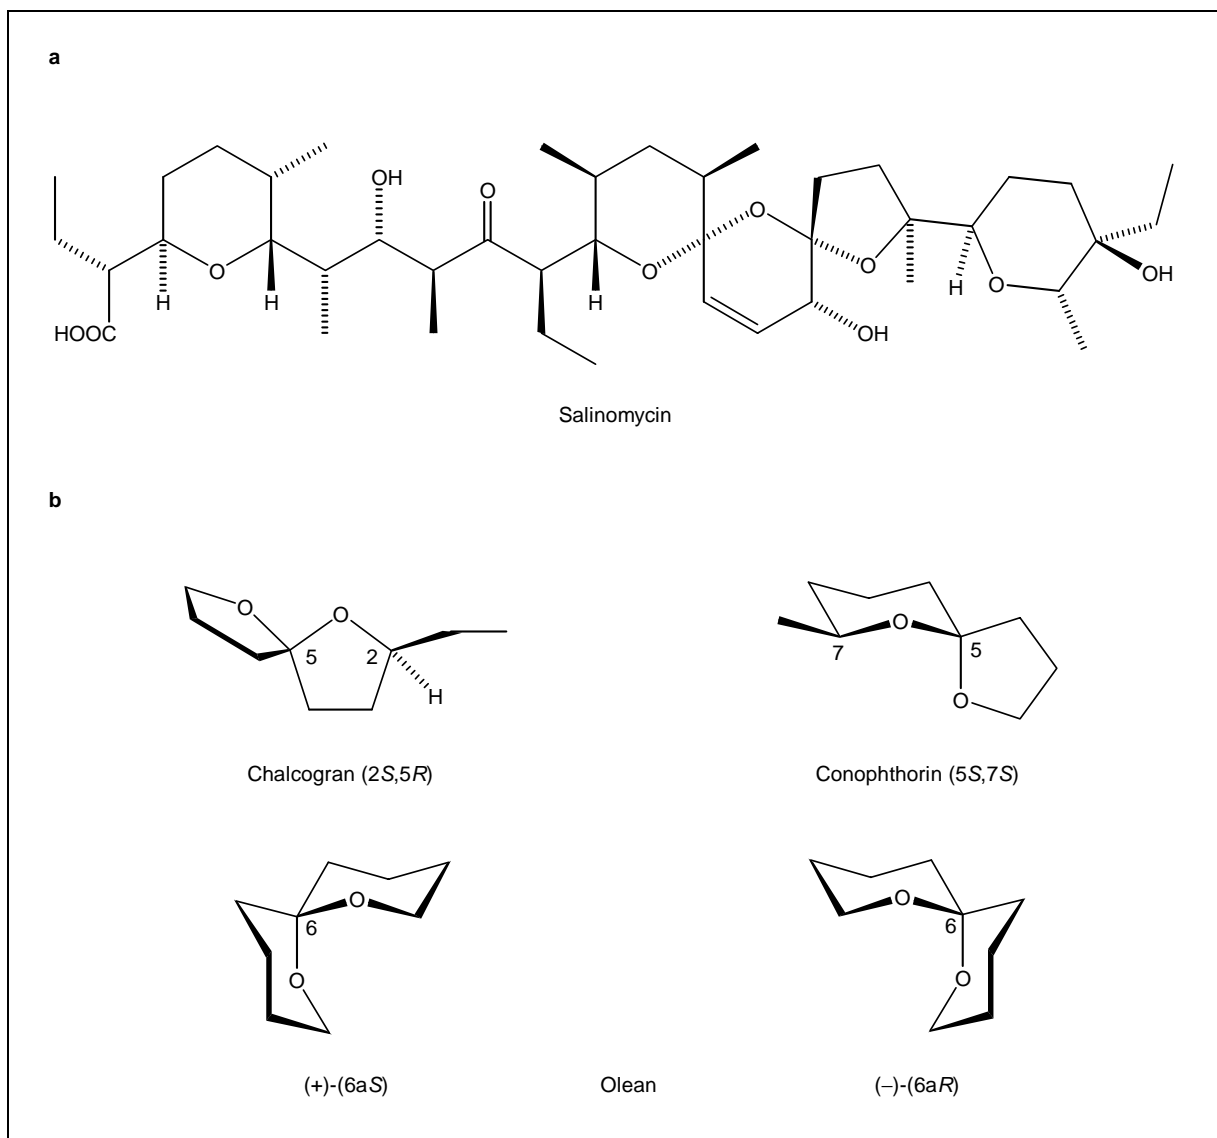 a
OH
O
O
O
H
H
HOOC
O
H
O
O
H
O
OH
OH
Salinomycin
b
O
O
5
2
H
Chalcogran (2S,5R)
O
7
5
O
Conophthorin (5S,7S)
O
6
O
(+)-(6aS)
Olean
O
6
O
(–)-(6aR)